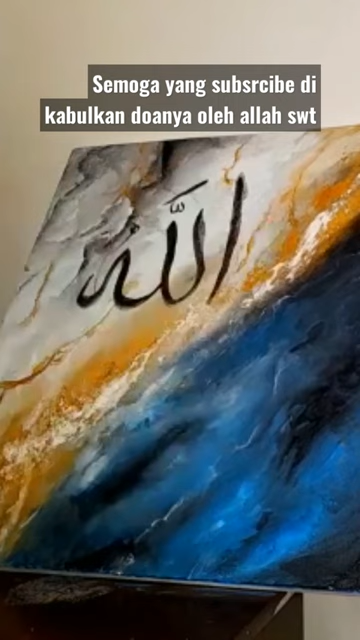 Semoga yang subsrcibe di
kabulkan doanya oleh allah swt
الله